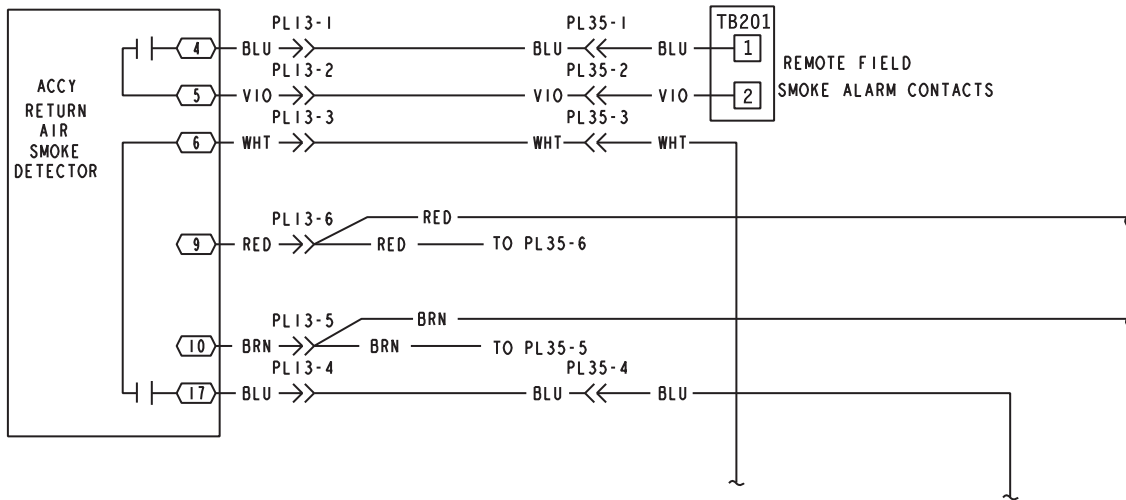 PL13-1 PL35-1 TB201
4 BLU BLU BLU 1
REMOTE FIELD
SMOKE ALARM CONTACTS
PL13-2 PL35-2
ACCY
RETURN
AIR
SMOKE
DETECTOR
5 VIO VIO VIO 2
PL13-3 PL35-3
6 WHT WHT WHT
PL13-6 RED
9 RED RED TO PL35-6
PL13-5 BRN
10 BRN BRN TO PL35-5
PL13-4 PL35-4
17 BLU BLU BLU